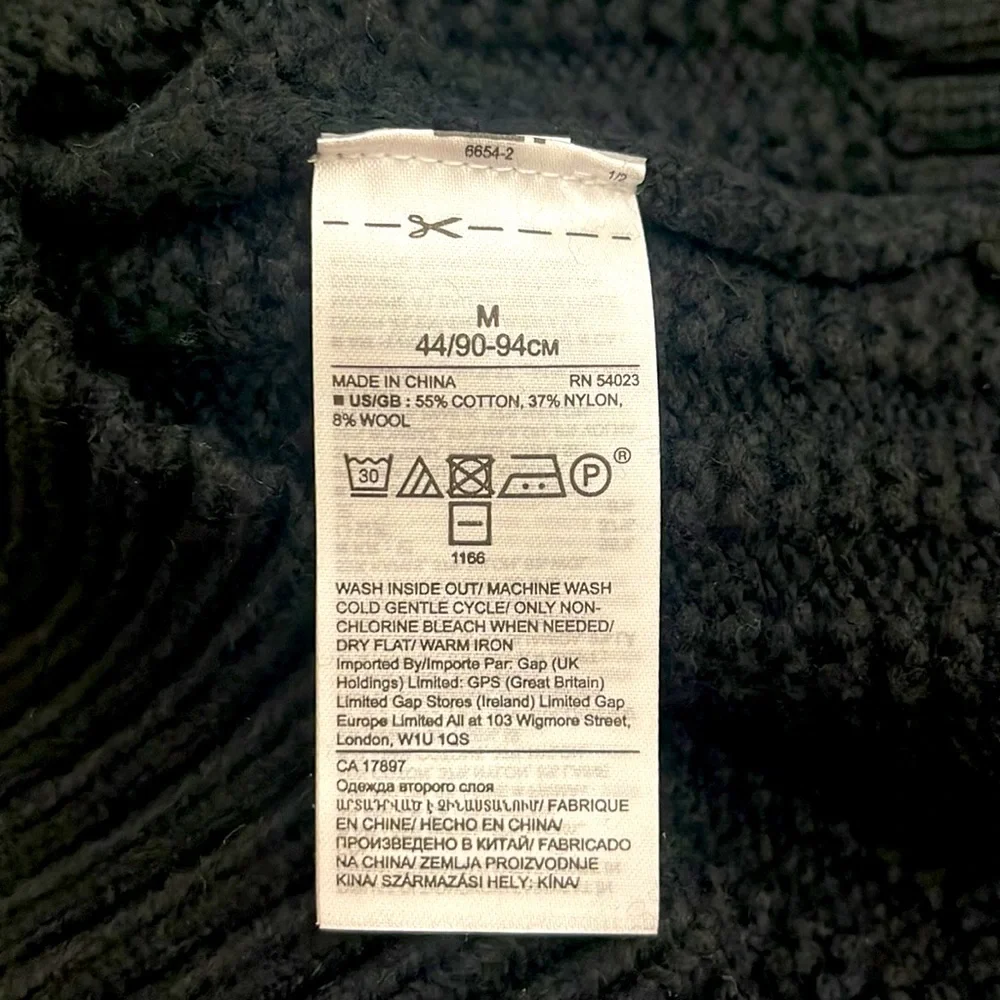 6654-2
1/2
M
44/90-94CM
MADE IN CHINA RN 54023
US/GB : 55% COTTON, 37% NYLON,
8% WOOL
30 P ®
1166
WASH INSIDE OUT/ MACHINE WASH
COLD GENTLE CYCLE/ ONLY NON-
CHLORINE BLEACH WHEN NEEDED/
DRY FLAT/ WARM IRON
Imported By/Importe Par: Gap (UK
Holdings) Limited: GPS (Great Britain)
Limited Gap Stores (Ireland) Limited Gap
Europe Limited All at 103 Wigmore Street,
London, W1U 1QS
CA 17897
Одежда второго слоя
ԱՐՏԱԴՐՎԱԾ Է ՉԻՆԱՍՏԱՆՈՒՄ/ FABRIQUE
EN CHINE/ HECHO EN CHINA/
ПРОИЗВЕДЕНО В КИТАЙ/ FABRICADO
NA CHINA/ ZEMLJA PROIZVODNJE
KINA/ SZÁRMAZÁSI HELY: KÍNA/